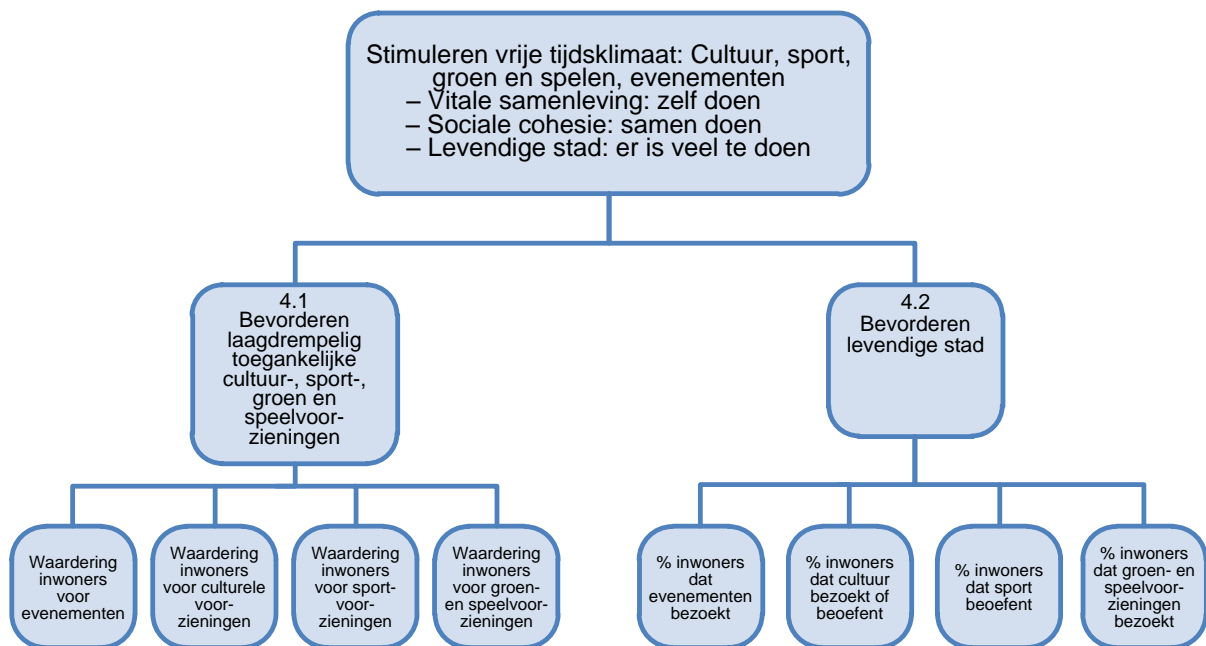 Stimuleren vrije tijdsklimaat: Cultuur, sport,
groen en spelen, evenementen
– Vitale samenleving: zelf doen
– Sociale cohesie: samen doen
– Levendige stad: er is veel te doen
4.1
Bevorderen
laagdrempelig
toegankelijke
cultuur-, sport-,
groen en
speelvoor-
zieningen
4.2
Bevorderen
levendige stad
Waardering
inwoners
voor
evenementen
Waardering
inwoners
voor culturele
voor-
zieningen
Waardering
inwoners
voor sport-
voor-
zieningen
Waardering
inwoners
voor groen-
en speelvoor-
zieningen
% inwoners
dat
evenementen
bezoekt
% inwoners
dat cultuur
bezoekt of
beoefent
% inwoners
dat sport
beoefent
% inwoners
dat groen- en
speelvoor-
zieningen
bezoekt